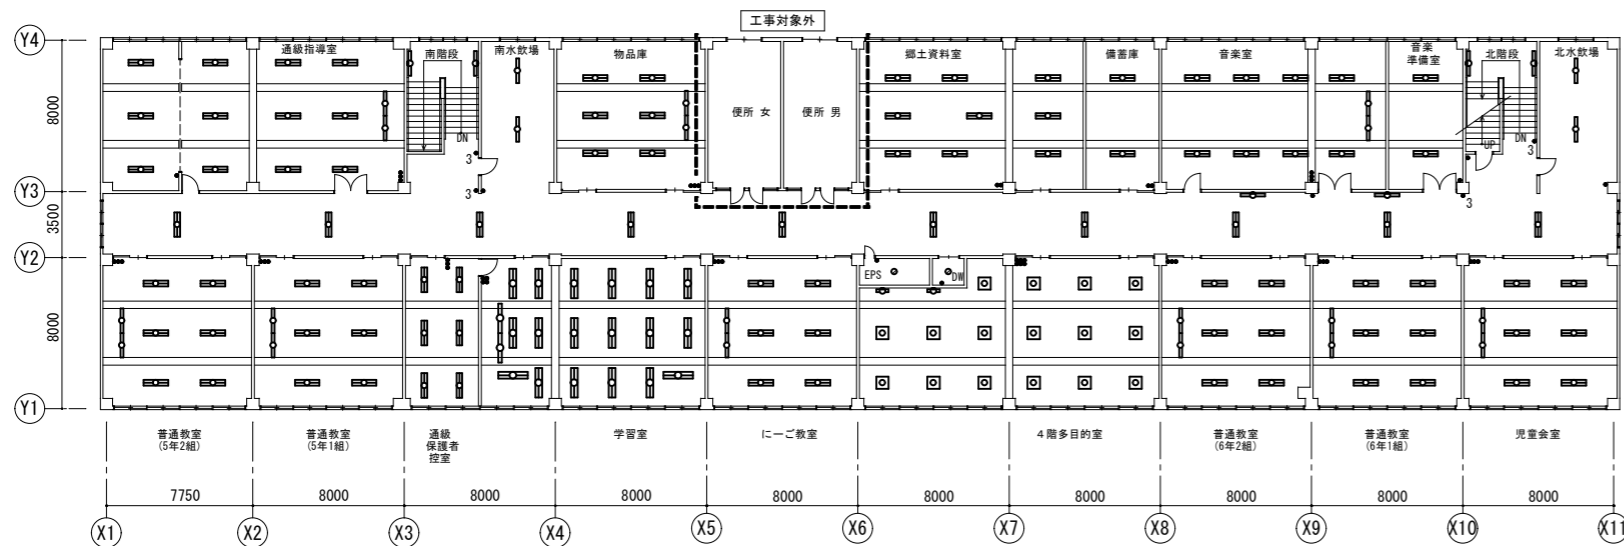 工事対象外
Y4
通級指導室
南階段
南水飲場
物品庫
郷土資料室
備蓄庫
音楽室
音楽
準備室
北階段
北水飲場
8000
便所 女
便所 男
DN
3
UP
DN
3
Y3
3
3
3500
Y2
EPS
DW
8000
Y1
普通教室
(5年2組)
普通教室
(5年1組)
通級
保護者
控室
学習室
にーご教室
4階多目的室
普通教室
(6年2組)
普通教室
(6年1組)
児童会室
7750
8000
8000
8000
8000
8000
8000
8000
8000
8000
X1
X2
X3
X4
X5
X6
X7
X8
X9
X10
X11